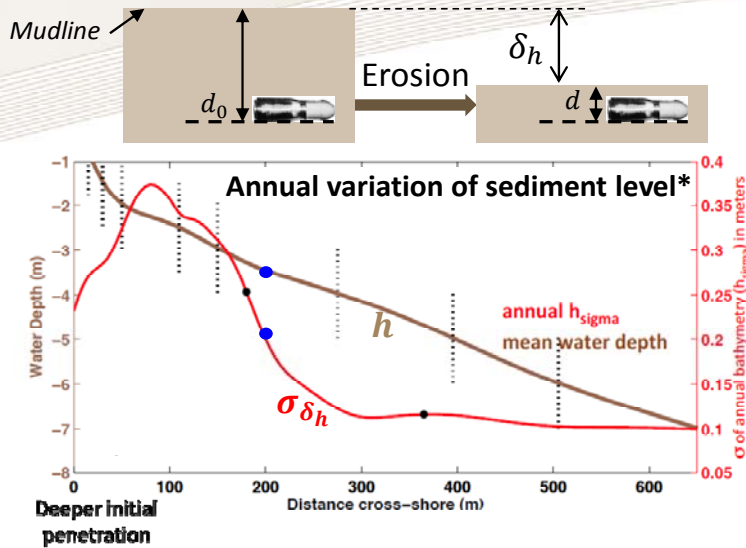 Mudline
δh
Erosion
d0
d
Annual variation of sediment level*
−1
−2
−3
−4
−5
−6
−7
−8
Water Depth (m)
0.4
0.35
0.3
0.25
0.2
0.15
0.1
0.05
σ of annual bathymetry (hsigma) in meters
annual hsigma
mean water depth
h
σδh
0 100 200 300 400 500 600
Distance cross−shore (m)
Deeper initial
penetration